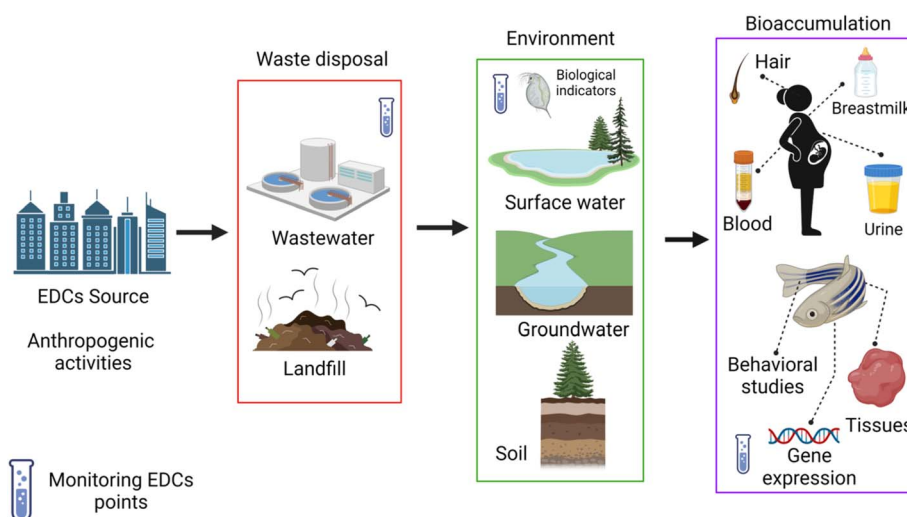 Waste disposal
Environment
Bioaccumulation
EDCs Source
Anthropogenic
activities
Wastewater
Landfill
Biological
indicators
Surface water
Groundwater
Soil
Hair
Breastmilk
Blood
Urine
Behavioral
studies
Tissues
Gene
expression
Monitoring EDCs
points